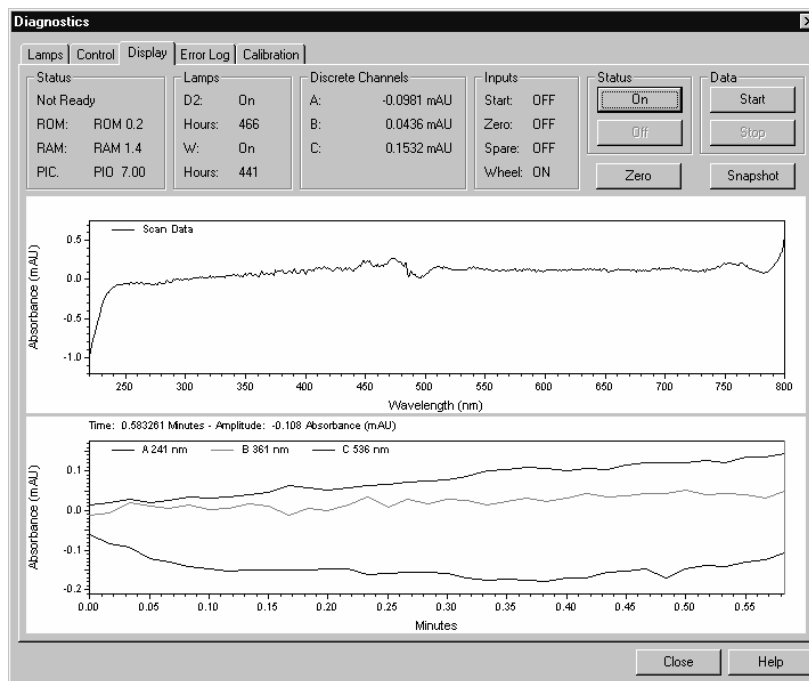 Diagnostics
Lamps Control Display Error Log Calibration
Status
Not Ready
ROM: ROM 0.2
RAM: RAM 1.4
PIC. PIO 7.00
Lamps
D2: On
Hours: 466
W: On
Hours: 441
Discrete Channels
A: -0.0981 mAU
B: 0.0436 mAU
C: 0.1532 mAU
Inputs
Start: OFF
Zero: OFF
Spare: OFF
Wheel: ON
Status
On
Off
Zero
Data
Start
Stop
Snapshot
Scan Data
Absorbance (mAU)
0.5
0.0
-0.5
-1.0
250 300 350 400 450 500 550 600 650 700 750 800
Wavelength (nm)
Time: 0.583261 Minutes - Amplitude: -0.108 Absorbance (mAU)
A 241 nm B 361 nm C 536 nm
Absorbance (mAU)
0.1
0.0
-0.1
-0.2
0.00 0.05 0.10 0.15 0.20 0.25 0.30 0.35 0.40 0.45 0.50 0.55
Minutes
Close Help